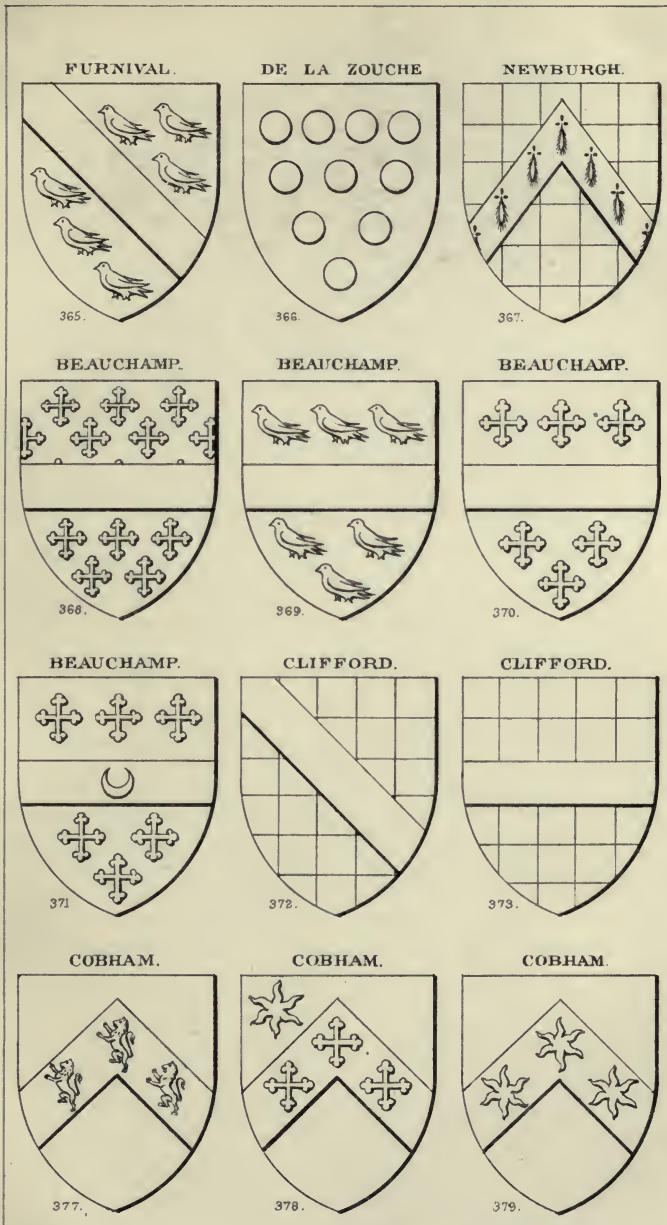 FURNIVAL. DE LA ZOUCHE NEWBURGH.
365. 366. 367.
BEAUCHAMP. BEAUCHAMP. BEAUCHAMP.
368. 369. 370.
BEAUCHAMP. CLIFFORD. CLIFFORD.
371 372. 373.
COBHAM. COBHAM. COBHAM
377. 378. 379.